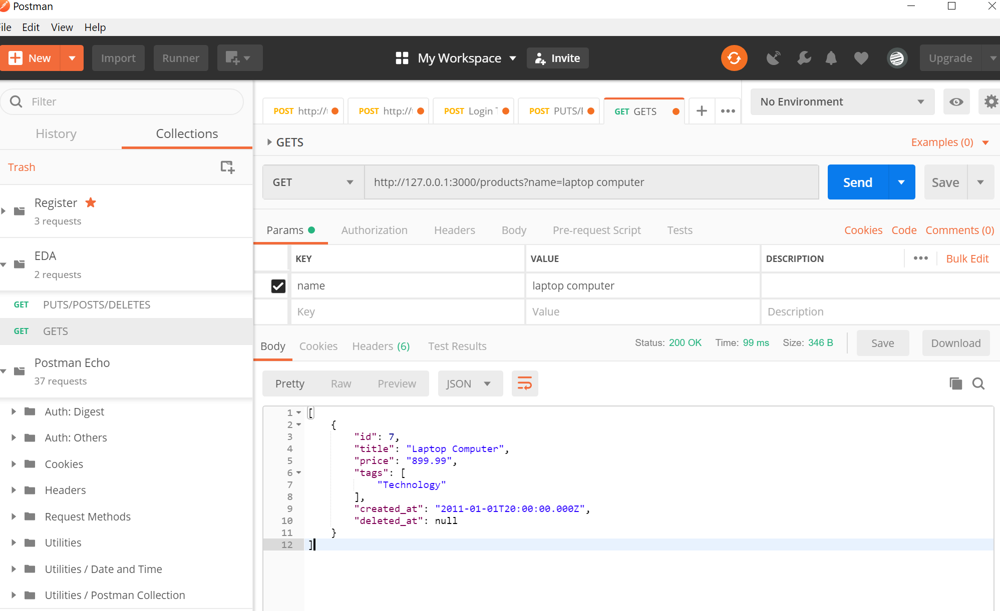 Postman
File Edit View Help
New Import Runner My Workspace Invite Upgrade
Filter
History Collections
Trash
Register
3 requests
EDA
2 requests
GET PUTS/POSTS/DELETES
GET GETS
Postman Echo
37 requests
Auth: Digest
Auth: Others
Cookies
Headers
Request Methods
Utilities
Utilities / Date and Time
Utilities / Postman Collection
POST http:// POST http:// POST Login POST PUTS/ GET GETS + ••• No Environment
GETS Examples (0)
GET http://127.0.0.1:3000/products?name=laptop computer Send Save
Params Authorization Headers Body Pre-request Script Tests Cookies Code Comments (0)
KEY VALUE DESCRIPTION ••• Bulk Edit
name laptop computer
Key Value Description
Body Cookies Headers (6) Test Results Status: 200 OK Time: 99 ms Size: 346 B Save Download
Pretty Raw Preview JSON
1 [
2 {
3 "id": 7,
4 "title": "Laptop Computer",
5 "price": "899.99",
6 "tags": [
7 "Technology"
8 ],
9 "created_at": "2011-01-01T20:00:00.000Z",
10 "deleted_at": null
11 }
12 ]